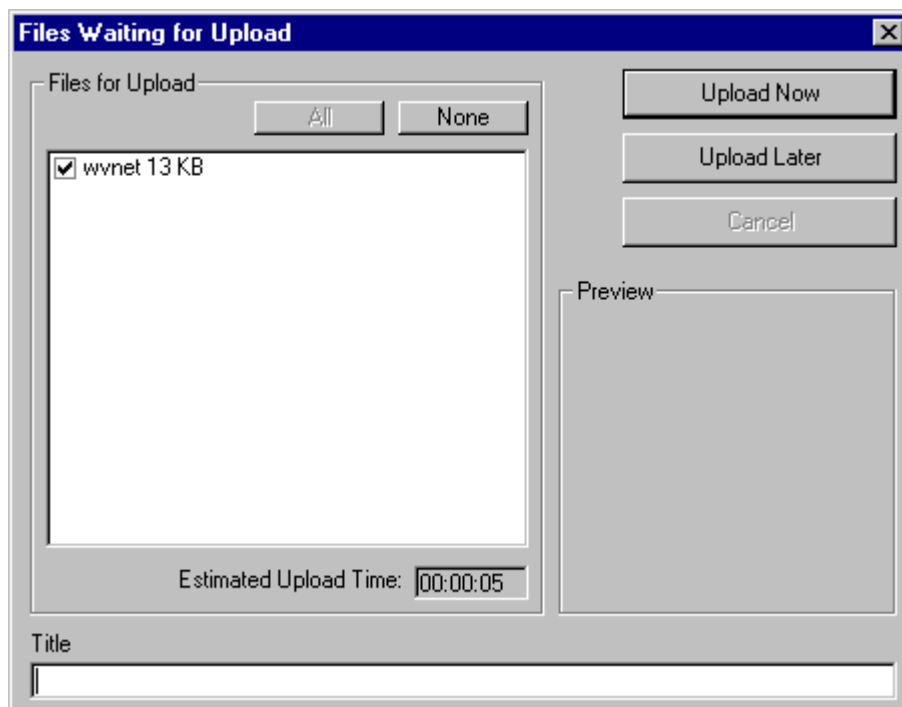 Files Waiting for Upload
Files for Upload
All
None
wvnet 13 KB
Estimated Upload Time: 00:00:05
Upload Now
Upload Later
Cancel
Preview
Title